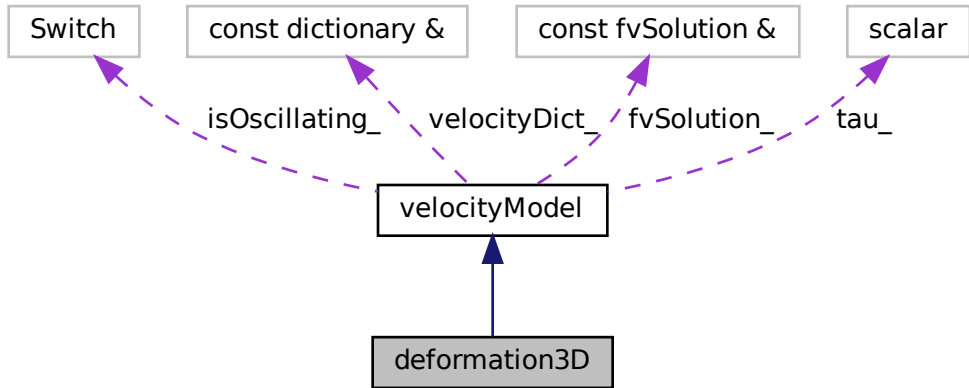 Switch
const dictionary &
const fvSolution &
scalar
isOscillating_
velocityDict_
fvSolution_
tau_
velocityModel
deformation3D